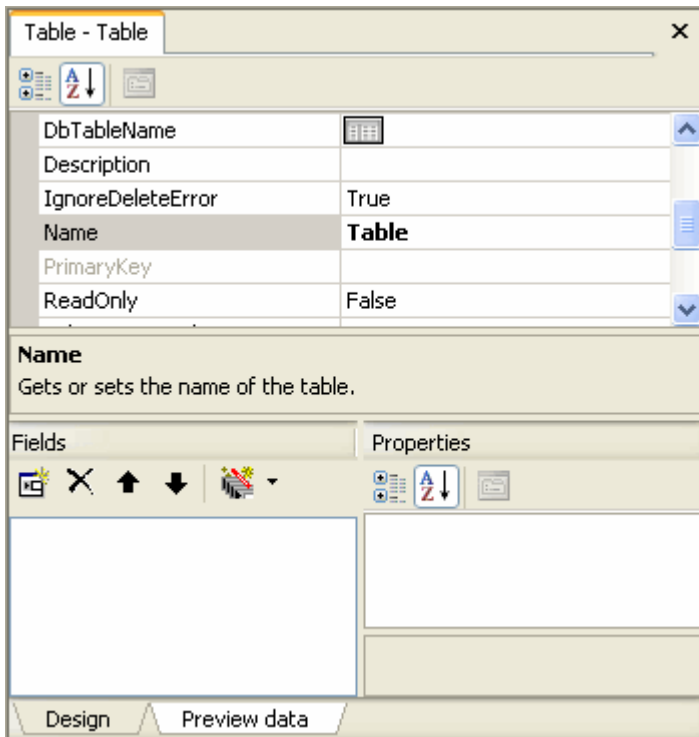 Table - Table
DbTableName
Description
IgnoreDeleteError True
Name Table
PrimaryKey
ReadOnly False
Name
Gets or sets the name of the table.
Fields Properties
Design Preview data